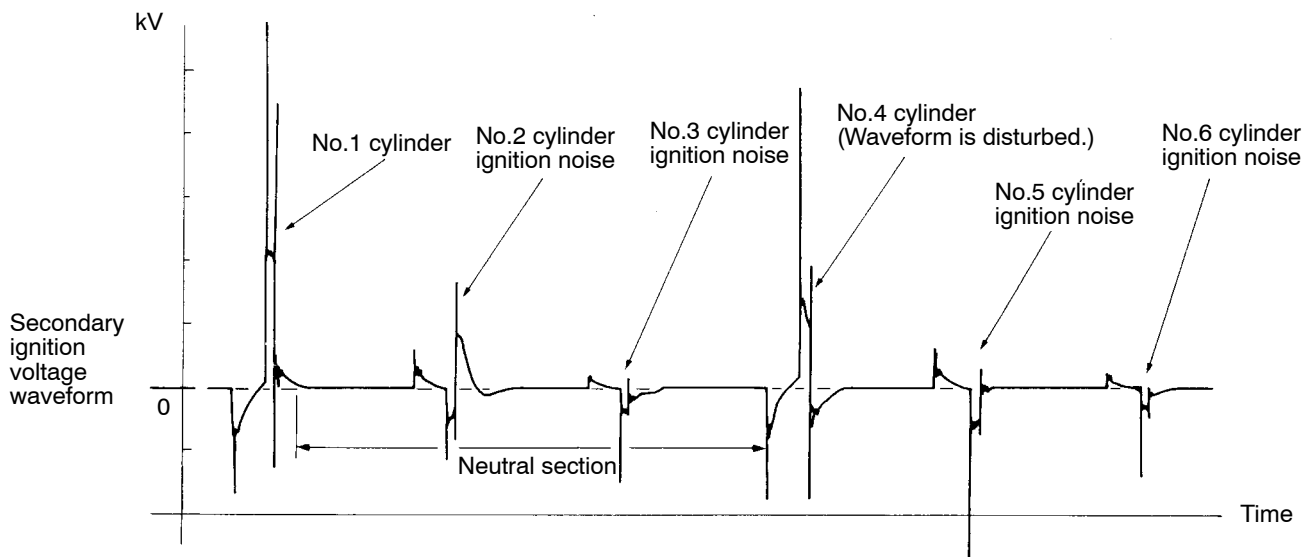 kV
No.1 cylinder
No.2 cylinder
ignition noise
No.3 cylinder
ignition noise
No.4 cylinder
(Waveform is disturbed.)
No.5 cylinder
ignition noise
No.6 cylinder
ignition noise
Secondary
ignition
voltage
waveform
0
Neutral section
Time